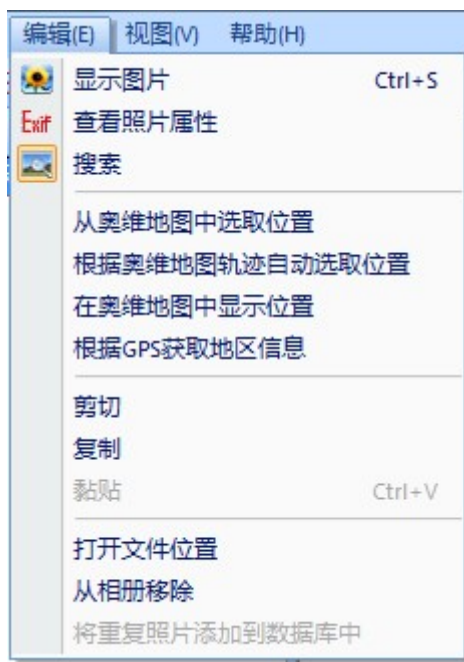 编辑(E) 视图(V) 帮助(H)
显示图片 Ctrl+S
Exif 查看照片属性
搜索
从奥维地图中选取位置
根据奥维地图轨迹自动选取位置
在奥维地图中显示位置
根据GPS获取地区信息
剪切
复制
黏贴 Ctrl+V
打开文件位置
从相册移除
将重复照片添加到数据库中